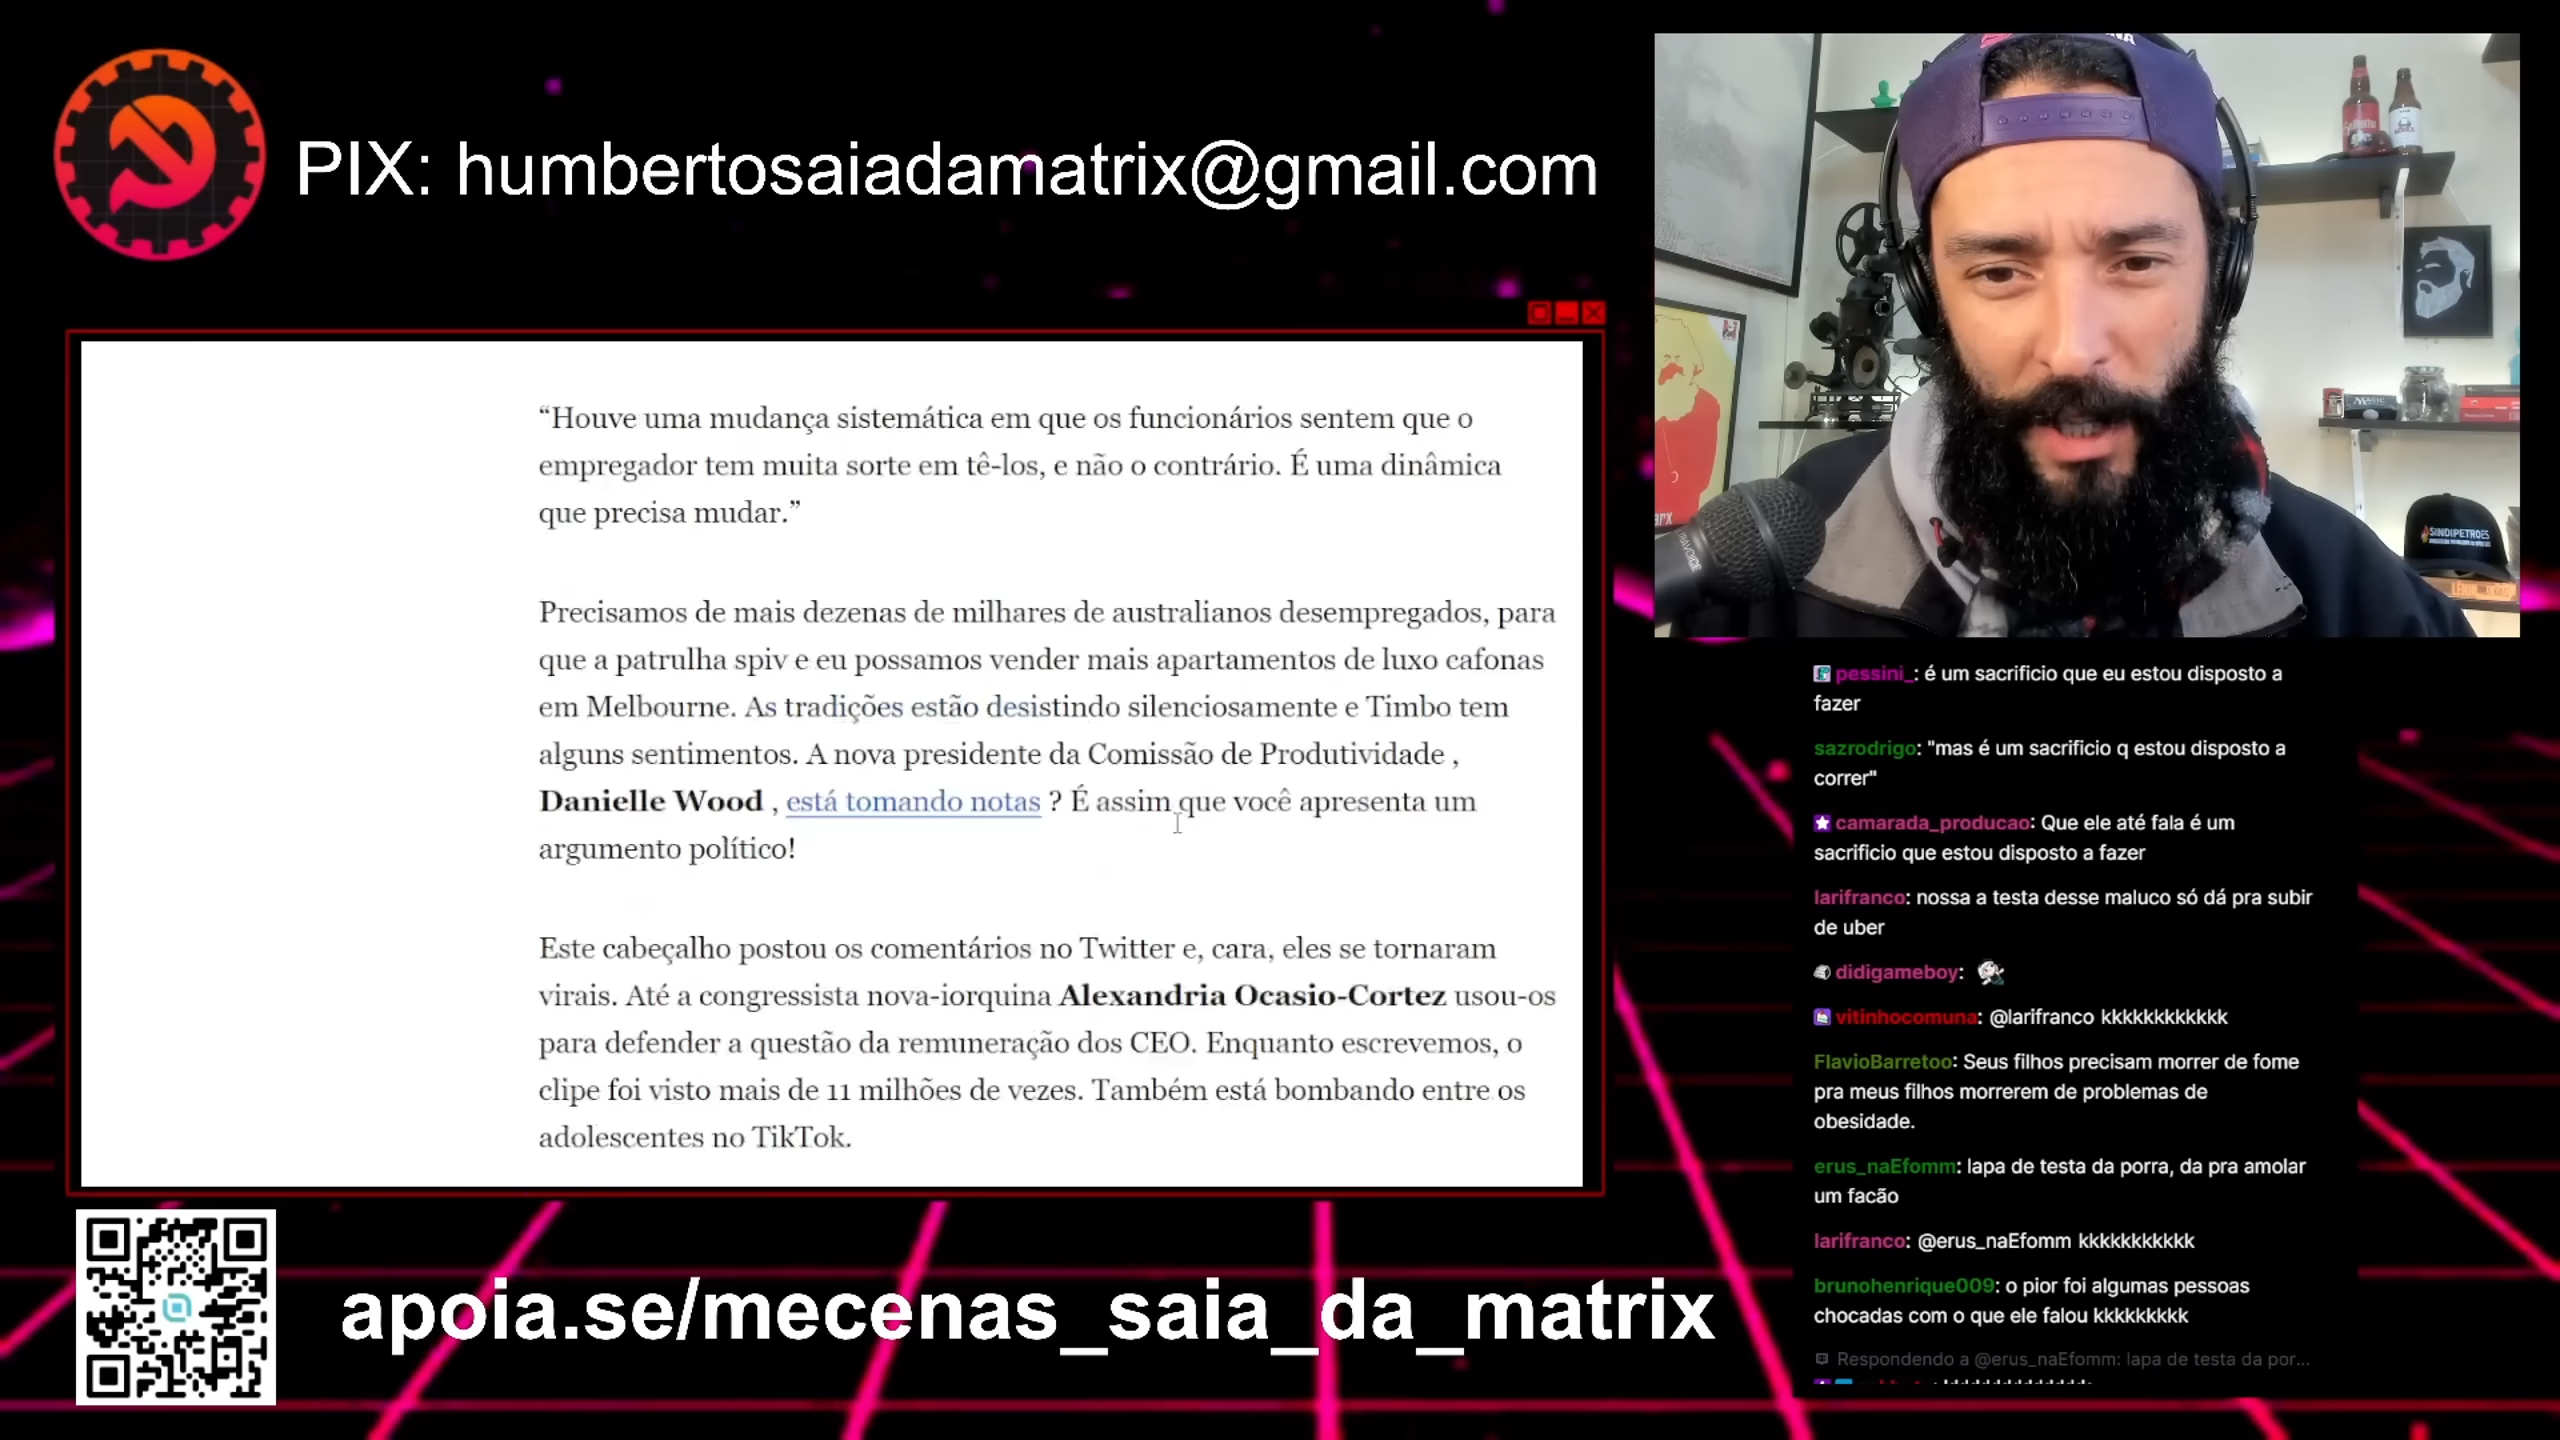 PIX: humbertosaiadamatrix@gmail.com
“Houve uma mudança sistemática em que os funcionários sentem que o
empregador tem muita sorte em tê-los, e não o contrário. É uma dinâmica
que precisa mudar.”
Precisamos de mais dezenas de milhares de australianos desempregados, para
que a patrulha spiv e eu possamos vender mais apartamentos de luxo cafonas
em Melbourne. As tradições estão desistindo silenciosamente e Timbo tem
alguns sentimentos. A nova presidente da Comissão de Produtividade ,
Danielle Wood , está tomando notas ? É assim que você apresenta um
argumento político!
Este cabeçalho postou os comentários no Twitter e, cara, eles se tornaram
virais. Até a congressista nova-iorquina Alexandria Ocasio-Cortez usou-os
para defender a questão da remuneração dos CEO. Enquanto escrevemos, o
clipe foi visto mais de 11 milhões de vezes. Também está bombando entre os
adolescentes no TikTok.
apoia.se/mecenas_saia_da_matrix
MAGIC
SINDIPETROES
pessini_: é um sacrificio que eu estou disposto a
fazer
sazrodrigo: "mas é um sacrificio q estou disposto a
correr"
camarada_producao: Que ele até fala é um
sacrificio que estou disposto a fazer
larifranco: nossa a testa desse maluco só dá pra subir
de uber
didigameboy:
vitinhocomuna: @larifranco kkkkkkkkkkkk
FlavioBarretoo: Seus filhos precisam morrer de fome
pra meus filhos morrerem de problemas de
obesidade.
erus_naEfomm: lapa de testa da porra, da pra amolar
um facão
larifranco: @erus_naEfomm kkkkkkkkkkk
brunohenrique009: o pior foi algumas pessoas
chocadas com o que ele falou kkkkkkkkk
Respondendo a @erus_naEfomm: lapa de testa da por...